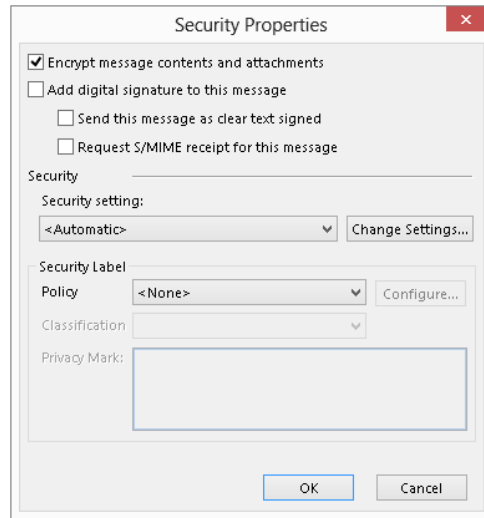 Security Properties
Encrypt message contents and attachments
Add digital signature to this message
Send this message as clear text signed
Request S/MIME receipt for this message
Security
Security setting:
<Automatic> Change Settings...
Security Label
Policy <None> Configure...
Classification
Privacy Mark:
OK Cancel